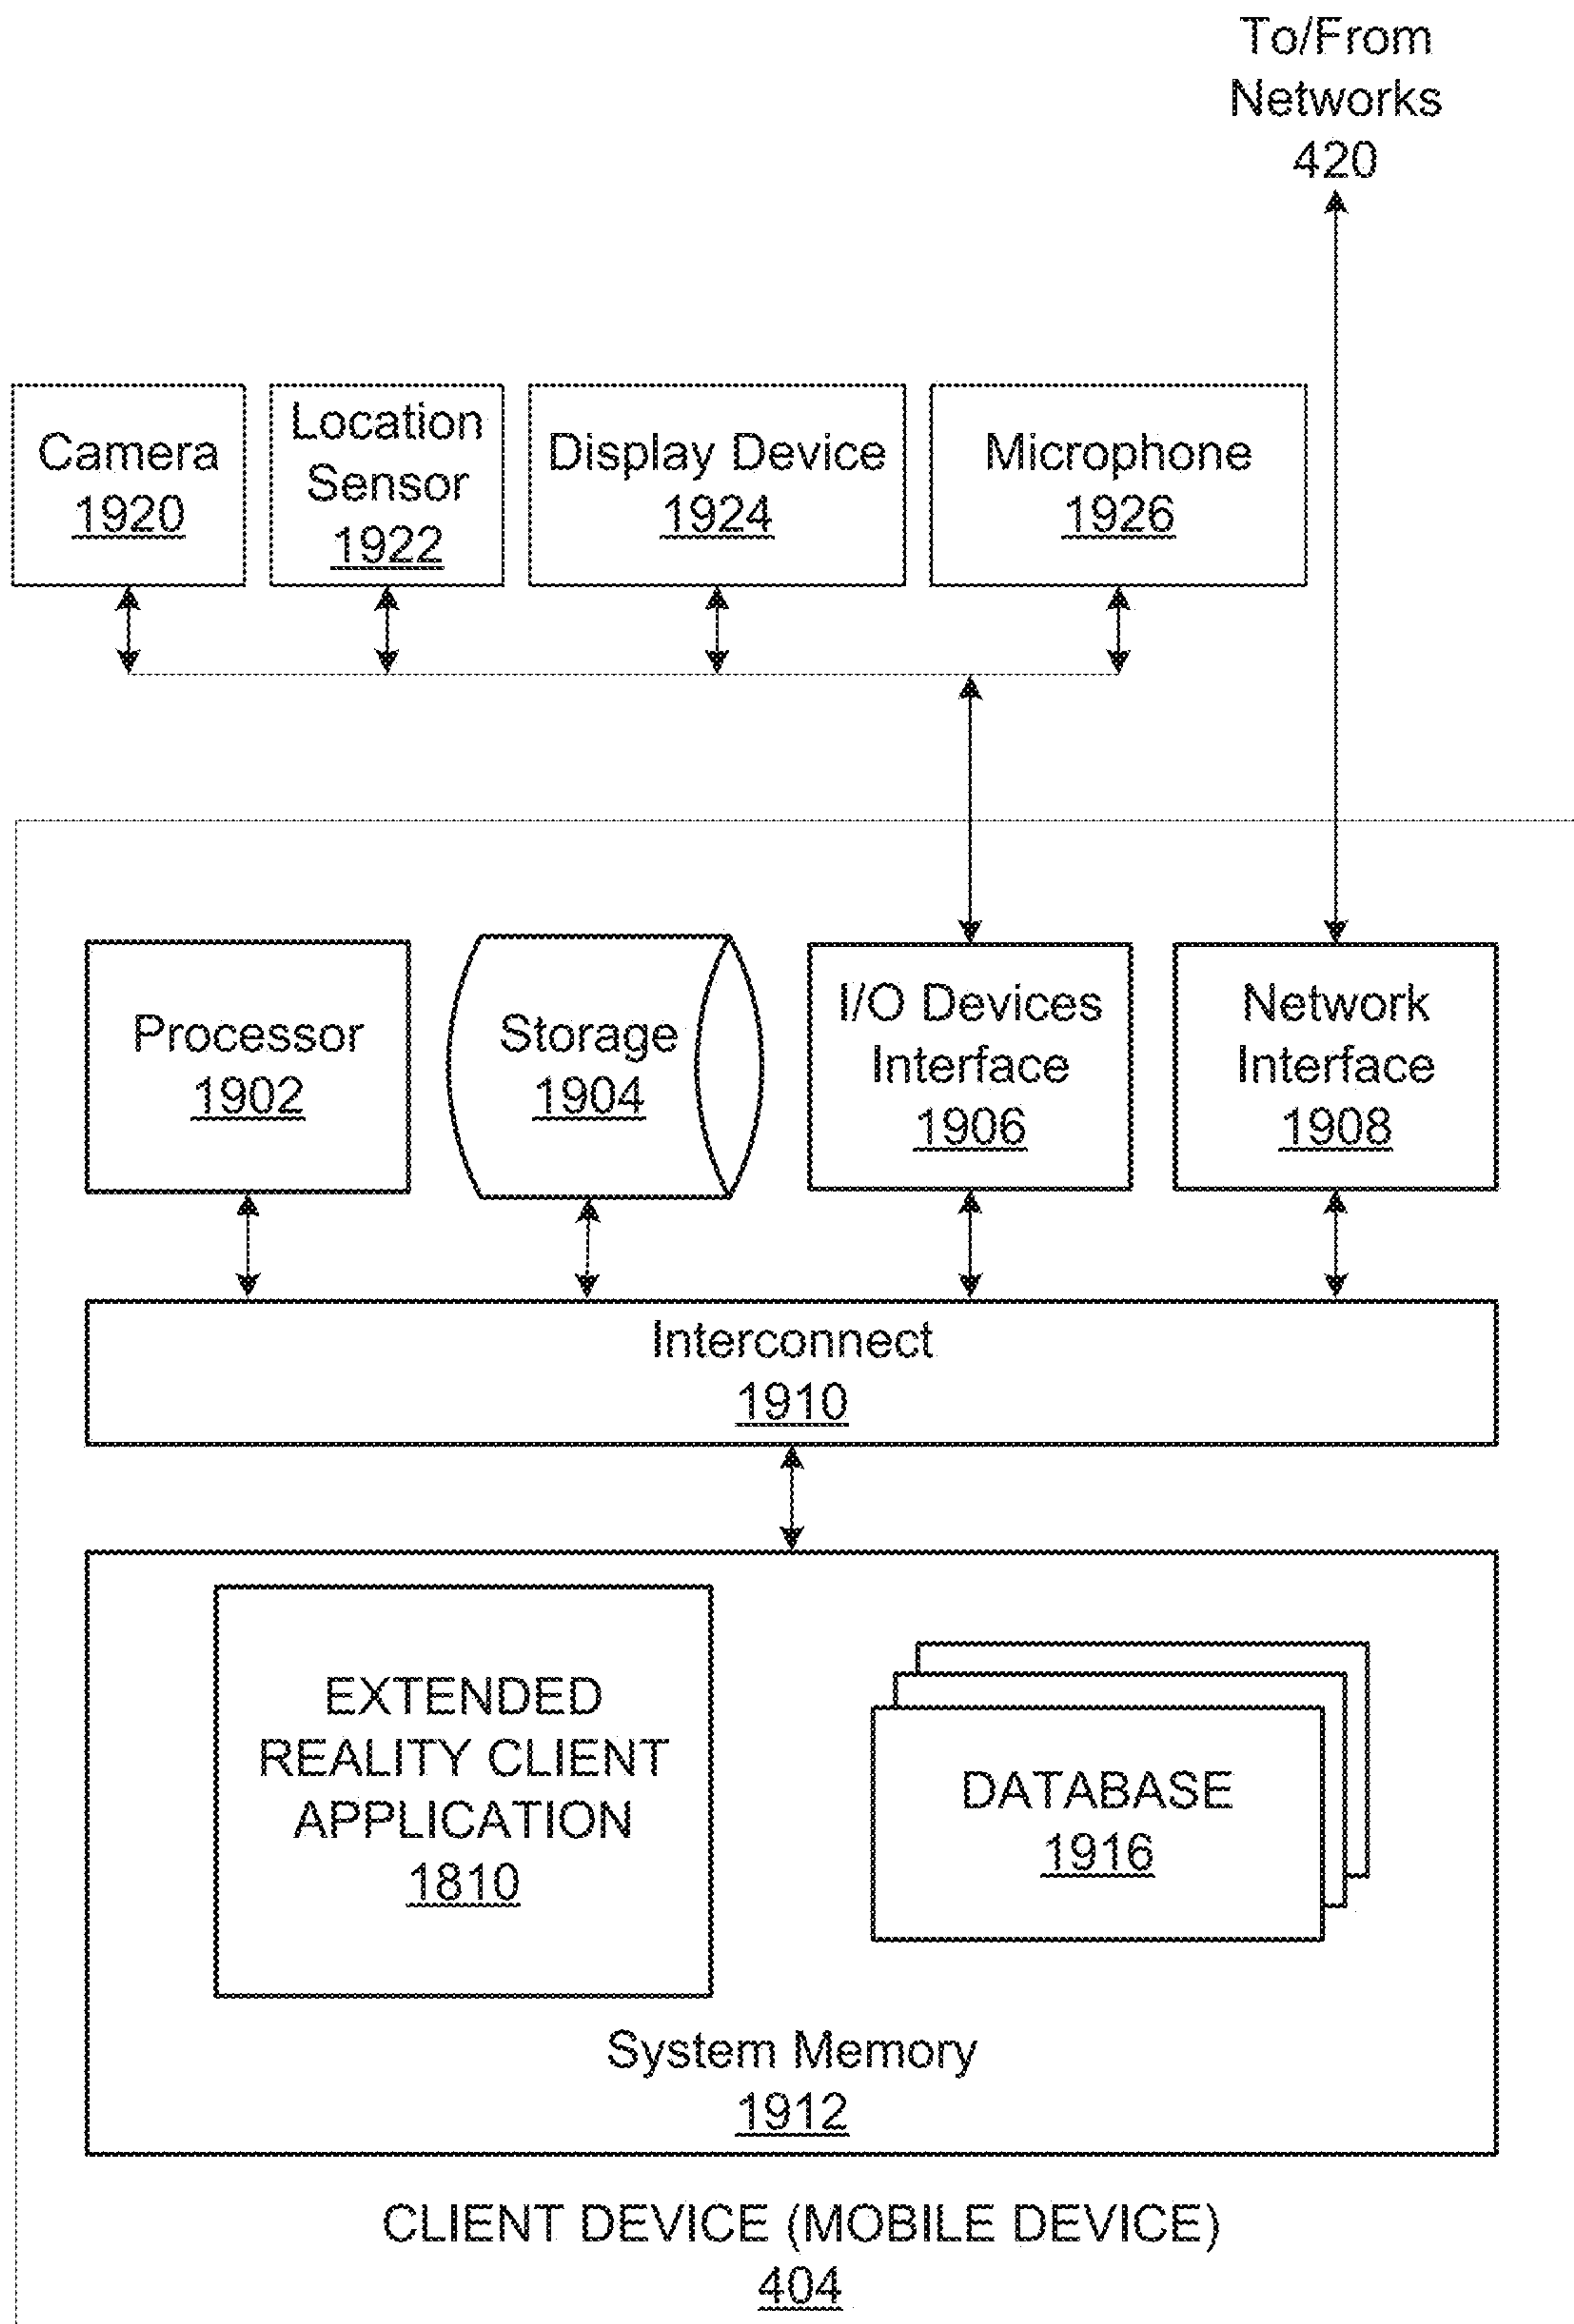 To/From
Networks
420
Camera
1920
Location
Sensor
1922
Display Device
1924
Microphone
1926
Processor
1902
Storage
1904
I/O Devices
Interface
1906
Network
Interface
1908
Interconnect
1910
EXTENDED
REALITY CLIENT
APPLICATION
1810
DATABASE
1916
System Memory
1912
CLIENT DEVICE (MOBILE DEVICE)
404